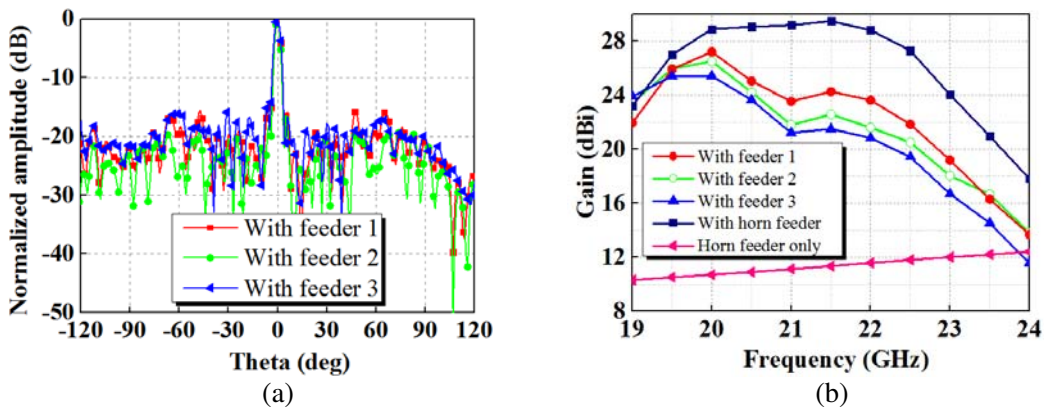 Normalized amplitude (dB)
0
-10
-20
-30
-40
-50
With feeder 1
With feeder 2
With feeder 3
-120 -90 -60 -30 0 30 60 90 120
Theta (deg)
(a)
Gain (dBi)
28
24
20
16
12
8
With feeder 1
With feeder 2
With feeder 3
With horn feeder
Horn feeder only
19 20 21 22 23 24
Frequency (GHz)
(b)